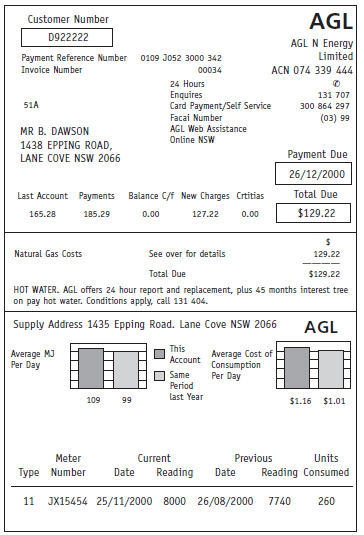 Customer Number
D922222
AGL
AGL N Energy
Limited
ACN 074 339 444
Payment Reference Number 0109 J052 3000 342
Invoice Number 00034
24 Hours ✆
Enquires 131 707
Card Payment/Self Service 300 864 297
Facai Number (03) 99
AGL Web Assistance
Online NSW
51A
MR B. DAWSON
1438 EPPING ROAD,
LANE COVE NSW 2066
Payment Due
26/12/2000
Last Account Payments Balance C/f New Charges Crtitias Total Due
165.28 185.29 0.00 127.22 0.00 $129.22
$
Natural Gas Costs See over for details 129.22
Total Due $129.22
HOT WATER. AGL offers 24 hour report and replacement, plus 45 months interest tree
on pay hot water. Conditions apply, call 131 404.
Supply Address 1435 Epping Road. Lane Cove NSW 2066 AGL
Average MJ
Per Day
109 99
This
Account
Same
Period
last Year
Average Cost of
Consumption
Per Day
$1.16 $1.01
Meter Current Previous Units
Type Number Date Reading Date Reading Consumed
11 JX15454 25/11/2000 8000 26/08/2000 7740 260